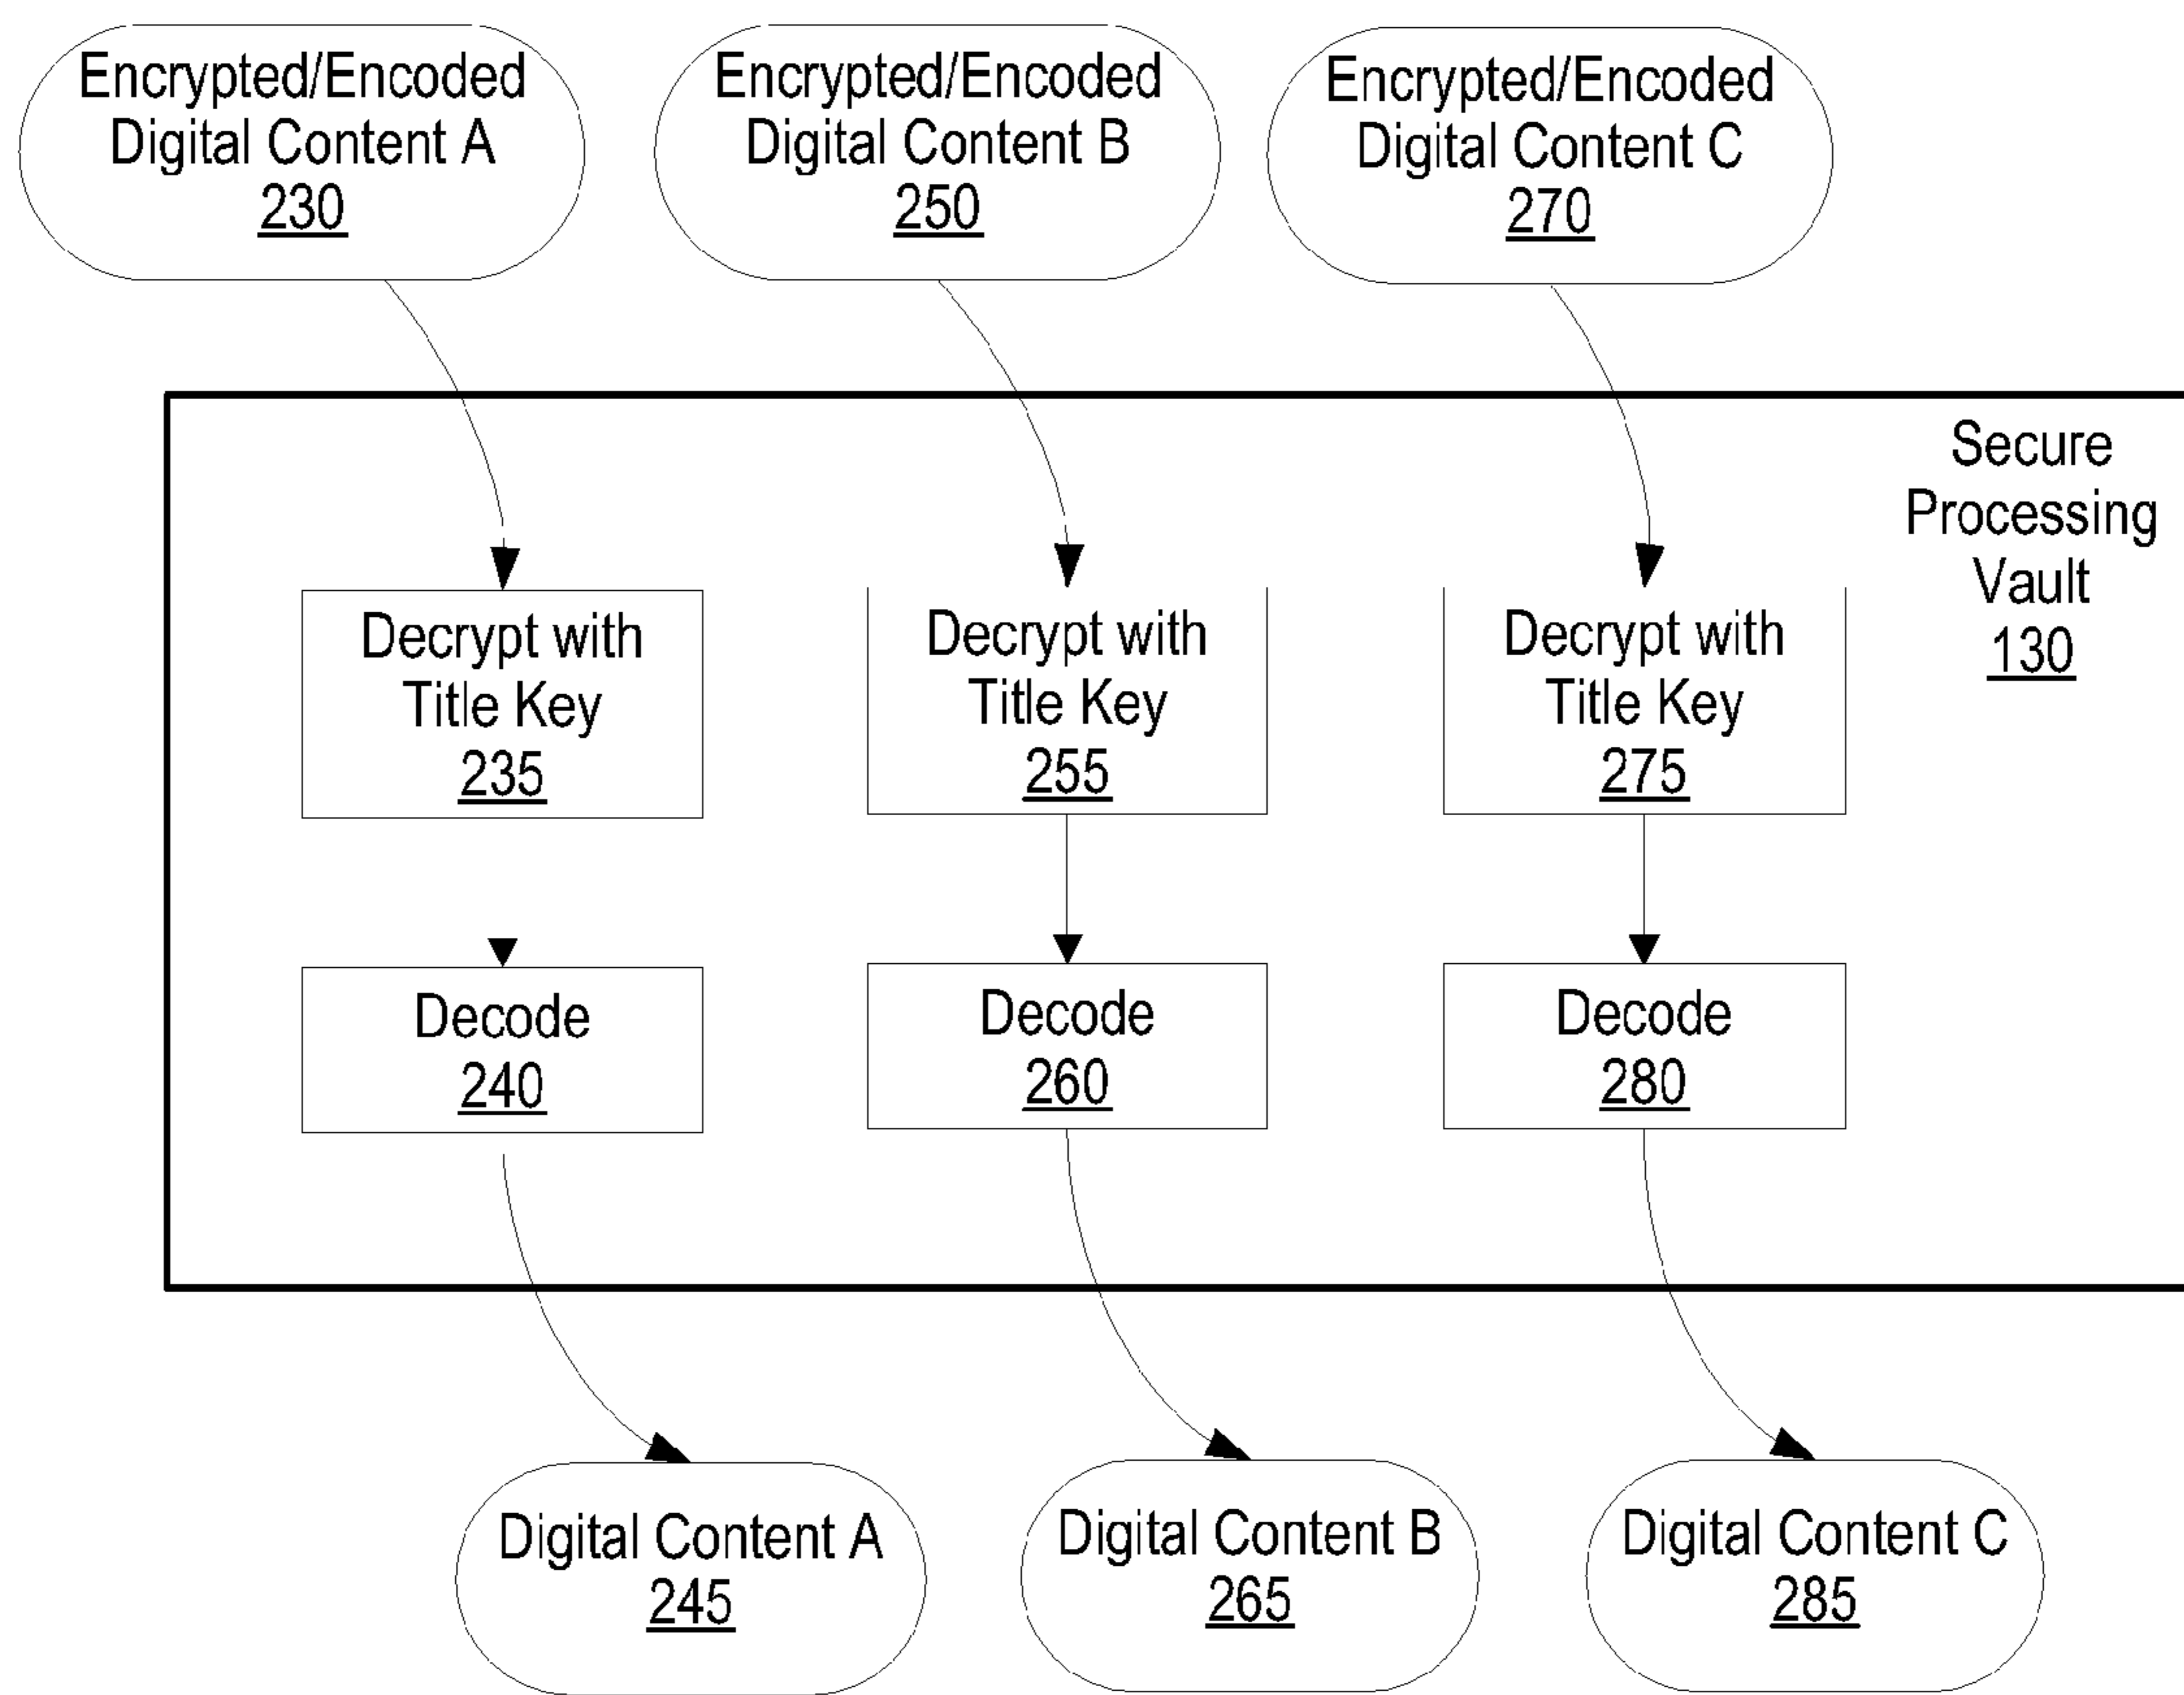 Encrypted/Encoded
Digital Content A
230
Encrypted/Encoded
Digital Content B
250
Encrypted/Encoded
Digital Content C
270
Secure
Processing
Vault
130
Decrypt with
Title Key
235
Decrypt with
Title Key
255
Decrypt with
Title Key
275
Decode
240
Decode
260
Decode
280
Digital Content A
245
Digital Content B
265
Digital Content C
285